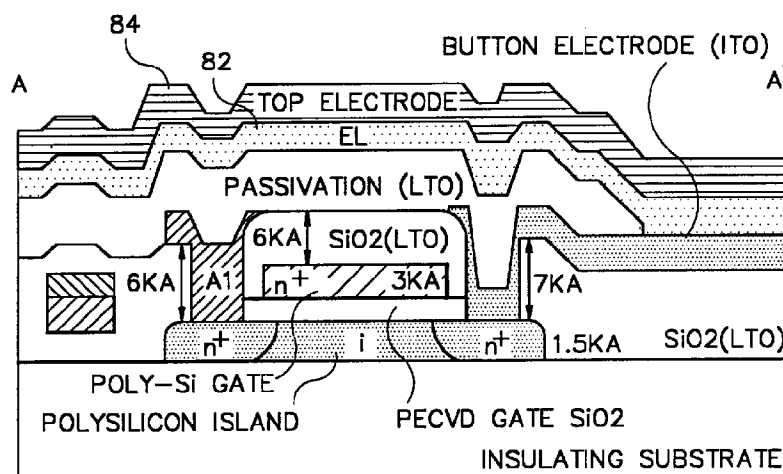 84
BUTTON ELECTRODE (ITO)
A
82
A'
TOP ELECTRODE
EL
PASSIVATION (LTO)
6KA
SiO2(LTO)
6KA
A1
n+
3KA
7KA
n+
i
n+
1.5KA
SiO2(LTO)
POLY-Si GATE
POLYSILICON ISLAND
PECVD GATE SiO2
INSULATING SUBSTRATE